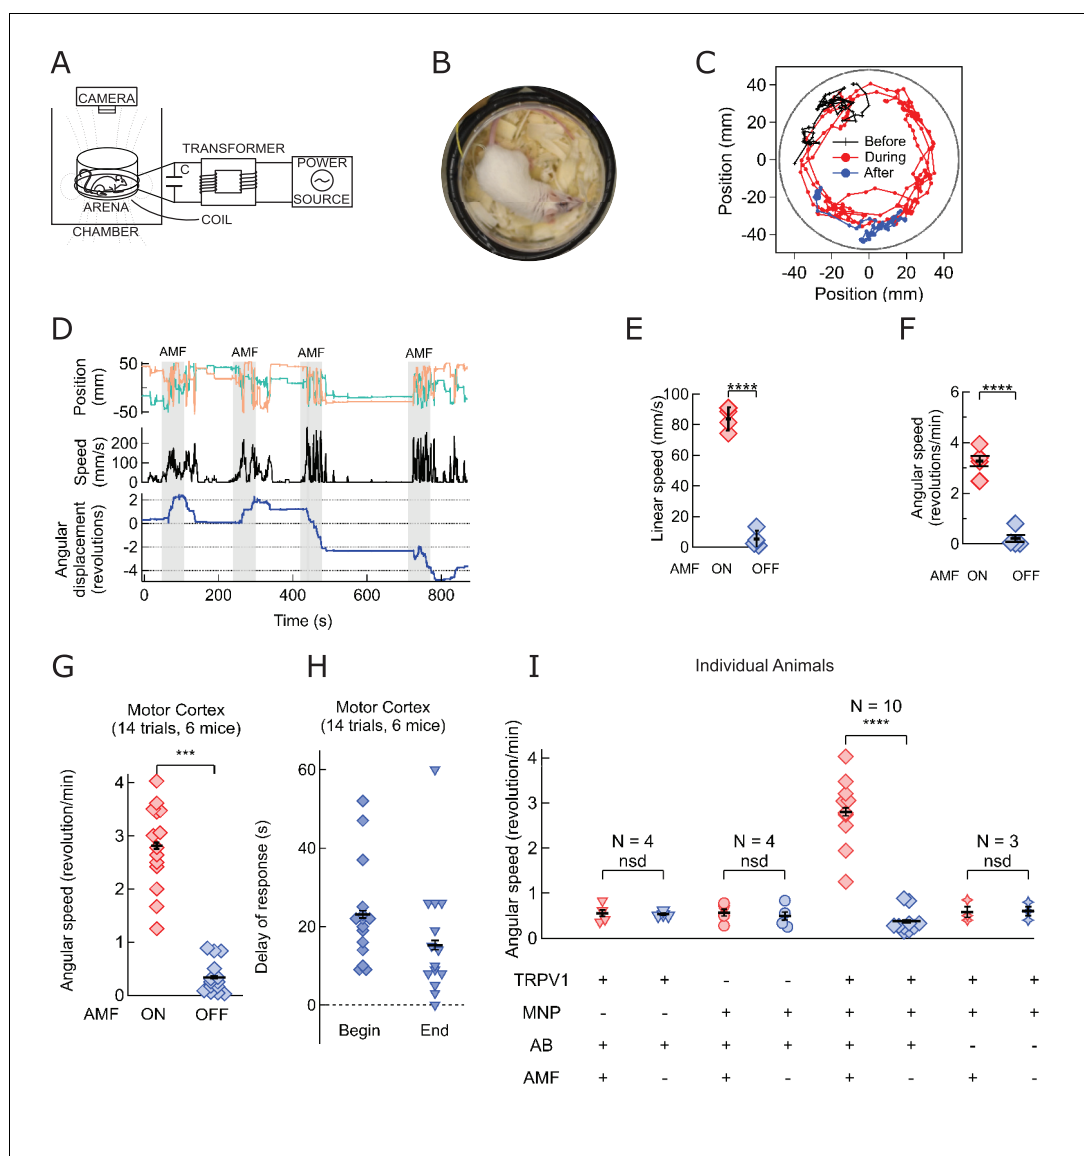 A
CAMERA
TRANSFORMER
C
POWER
SOURCE
ARENA
COIL
CHAMBER
B
C
Position (mm)
40
20
0
-20
-40
Before
During
After
-40 -20 0 20 40
Position (mm)
D
AMF AMF AMF AMF
Position
(mm)
50
-50
Speed
(mm/s)
200
100
0
Angular
displacement
(revolutions)
2
0
-2
-4
0 200 400 600 800
Time (s)
E
****
Linear speed (mm/s)
100
80
60
40
20
0
AMF ON OFF
F
****
Angular speed
(revolutions/min)
6
4
2
0
AMF ON OFF
G
Motor Cortex
(14 trials, 6 mice)
***
Angular speed (revolution/min)
4
3
2
1
0
AMF ON OFF
H
Motor Cortex
(14 trials, 6 mice)
Delay of response (s)
60
40
20
0
Begin End
I
Individual Animals
Angular speed (revolution/min)
4
3
2
1
0
N = 4
nsd
N = 4
nsd
N = 10
****
N = 3
nsd
TRPV1 + + - - + + + +
MNP - - + + + + + +
AB + + + + + + - -
AMF + - + - + - + -